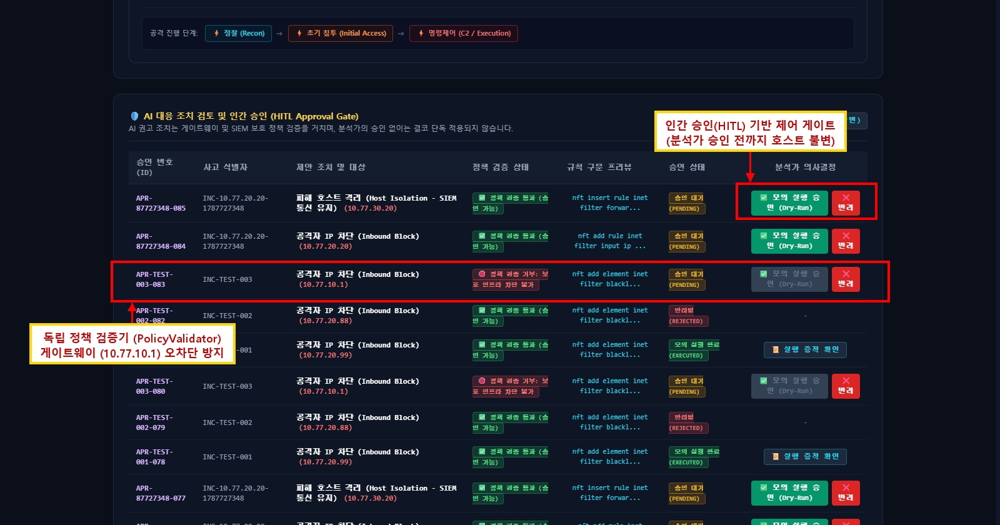 공격 진행 단계: 정찰 (Recon) → 초기 침투 (Initial Access) → 명령제어 (C2 / Execution)
AI 대응 조치 검토 및 인간 승인 (HITL Approval Gate)
AI 권고 조치는 게이트웨이 및 SIEM 보호 정책 검증을 거치며, 분석가의 승인 없이는 결코 단독 적용되지 않습니다.
변)
인간 승인(HITL) 기반 제어 게이트
(분석가 승인 전까지 호스트 불변)
승인 번호
(ID)
사고 식별자
제안 조치 및 대상
정책 검증 상태
규칙 구문 프리뷰
승인 상태
분석가 의사결정
APR-
87727348-085
INC-10.77.20.20-
1787727348
피해 호스트 격리 (Host Isolation - SIEM
통신 유지) (10.77.30.20)
정책 검증 통과 (승
인 가능)
nft insert rule inet
filter forwar...
승인 대기
(PENDING)
모의 실행 승
인 (Dry-Run)
반려
APR-
87727348-084
INC-10.77.20.20-
1787727348
공격자 IP 차단 (Inbound Block)
(10.77.20.20)
정책 검증 통과 (승
인 가능)
nft add rule inet
filter input ip ...
승인 대기
(PENDING)
모의 실행 승
인 (Dry-Run)
반려
APR-TEST-
003-083
INC-TEST-003
공격자 IP 차단 (Inbound Block)
(10.77.10.1)
정책 검증 거부: 보
호 인프라 차단 불가
nft add element inet
filter blackl...
승인 대기
(PENDING)
모의 실행 승
인 (Dry-Run)
반려
APR-TEST-
002-082
INC-TEST-002
공격자 IP 차단 (Inbound Block)
(10.77.20.88)
정책 검증 통과 (승
인 가능)
nft add element inet
filter blackl...
반려됨
(REJECTED)
-
독립 정책 검증기 (PolicyValidator)
게이트웨이 (10.77.10.1) 오차단 방지
-001
공격자 IP 차단 (Inbound Block)
(10.77.20.99)
정책 검증 통과 (승
인 가능)
nft add element inet
filter blackl...
모의 실행 완료
(EXECUTED)
실행 증적 확인
APR-TEST-
003-080
INC-TEST-003
공격자 IP 차단 (Inbound Block)
(10.77.10.1)
정책 검증 거부: 보
호 인프라 차단 불가
nft add element inet
filter blackl...
승인 대기
(PENDING)
모의 실행 승
인 (Dry-Run)
반려
APR-TEST-
002-079
INC-TEST-002
공격자 IP 차단 (Inbound Block)
(10.77.20.88)
정책 검증 통과 (승
인 가능)
nft add element inet
filter blackl...
반려됨
(REJECTED)
-
APR-TEST-
001-078
INC-TEST-001
공격자 IP 차단 (Inbound Block)
(10.77.20.99)
정책 검증 통과 (승
인 가능)
nft add element inet
filter blackl...
모의 실행 완료
(EXECUTED)
실행 증적 확인
APR-
87727348-077
INC-10.77.20.20-
1787727348
피해 호스트 격리 (Host Isolation - SIEM
통신 유지) (10.77.30.20)
정책 검증 통과 (승
인 가능)
nft insert rule inet
filter forwar...
승인 대기
(PENDING)
모의 실행 승
인 (Dry-Run)
반려